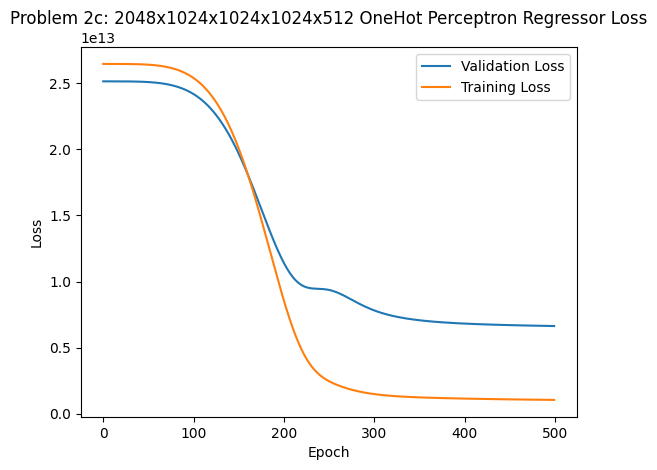 Problem 2c: 2048x1024x1024x1024x512 OneHot Perceptron Regressor Loss
1e13
Validation Loss
Training Loss
2.5
2.0
1.5
1.0
0.5
0.0
Loss
0 100 200 300 400 500
Epoch